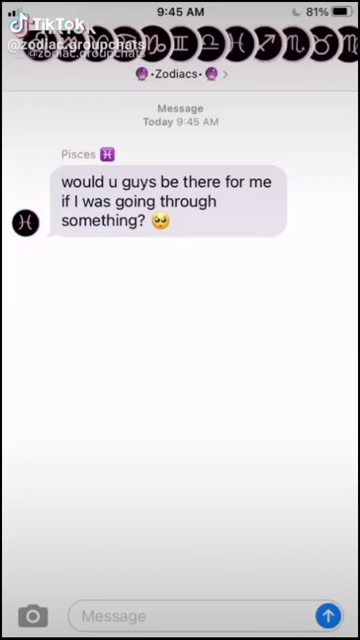 9:45 AM
81%
TikTok
@zodiac.groupchats
@zodiac.groupchats
🔮•Zodiacs•🔮 >
Message
Today 9:45 AM
Pisces ♓
would u guys be there for me
if I was going through
something? 🥺
Message